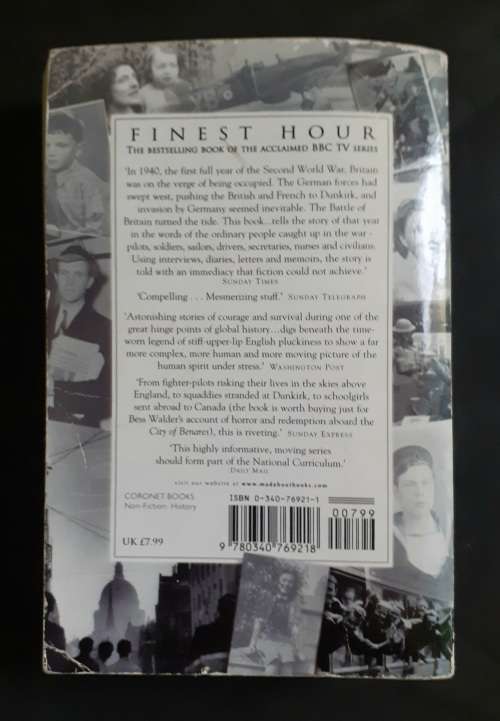 FINEST HOUR
THE BESTSELLING BOOK OF THE ACCLAIMED BBC TV SERIES
'In 1940, the first full year of the Second World War, Britain
was on the verge of being occupied. The German forces had
swept west, pushing the British and French to Dunkirk, and
invasion by Germany seemed inevitable. The Battle of
Britain turned the tide. This book...tells the story of that year
in the words of the ordinary people caught up in the war -
pilots, soldiers, sailors, drivers, secretaries, nurses and civilians.
Using interviews, diaries, letters and memoirs, the story is
told with an immediacy that fiction could not achieve.'
SUNDAY TIMES
'Compelling . . . Mesmerizing stuff.' SUNDAY TELEGRAPH
'Astonishing stories of courage and survival during one of the
great hinge points of global history...digs beneath the time-
worn legend of stiff-upper-lip English pluckiness to show a far
more complex, more human and more moving picture of the
human spirit under stress.' WASHINGTON POST
'From fighter-pilots risking their lives in the skies above
England, to squaddies stranded at Dunkirk, to schoolgirls
sent abroad to Canada (the book is worth buying just for
Bess Walder's account of horror and redemption aboard the
City of Benares), this is riveting.' SUNDAY EXPRESS
'This highly informative, moving series
should form part of the National Curriculum.'
DAILY MAIL
visit our website at www.madaboutbooks.com
CORONET BOOKS
Non-Fiction: History
ISBN 0-340-76921-1
00799
UK £7.99
9 780340 769218